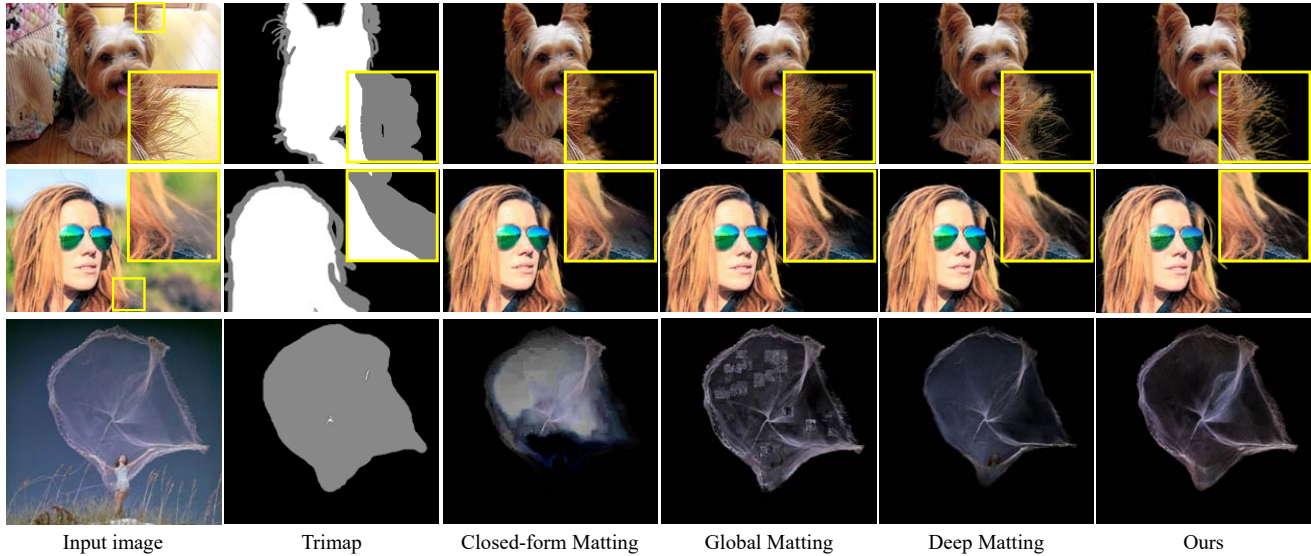 Input image
Trimap
Closed-form Matting
Global Matting
Deep Matting
Ours